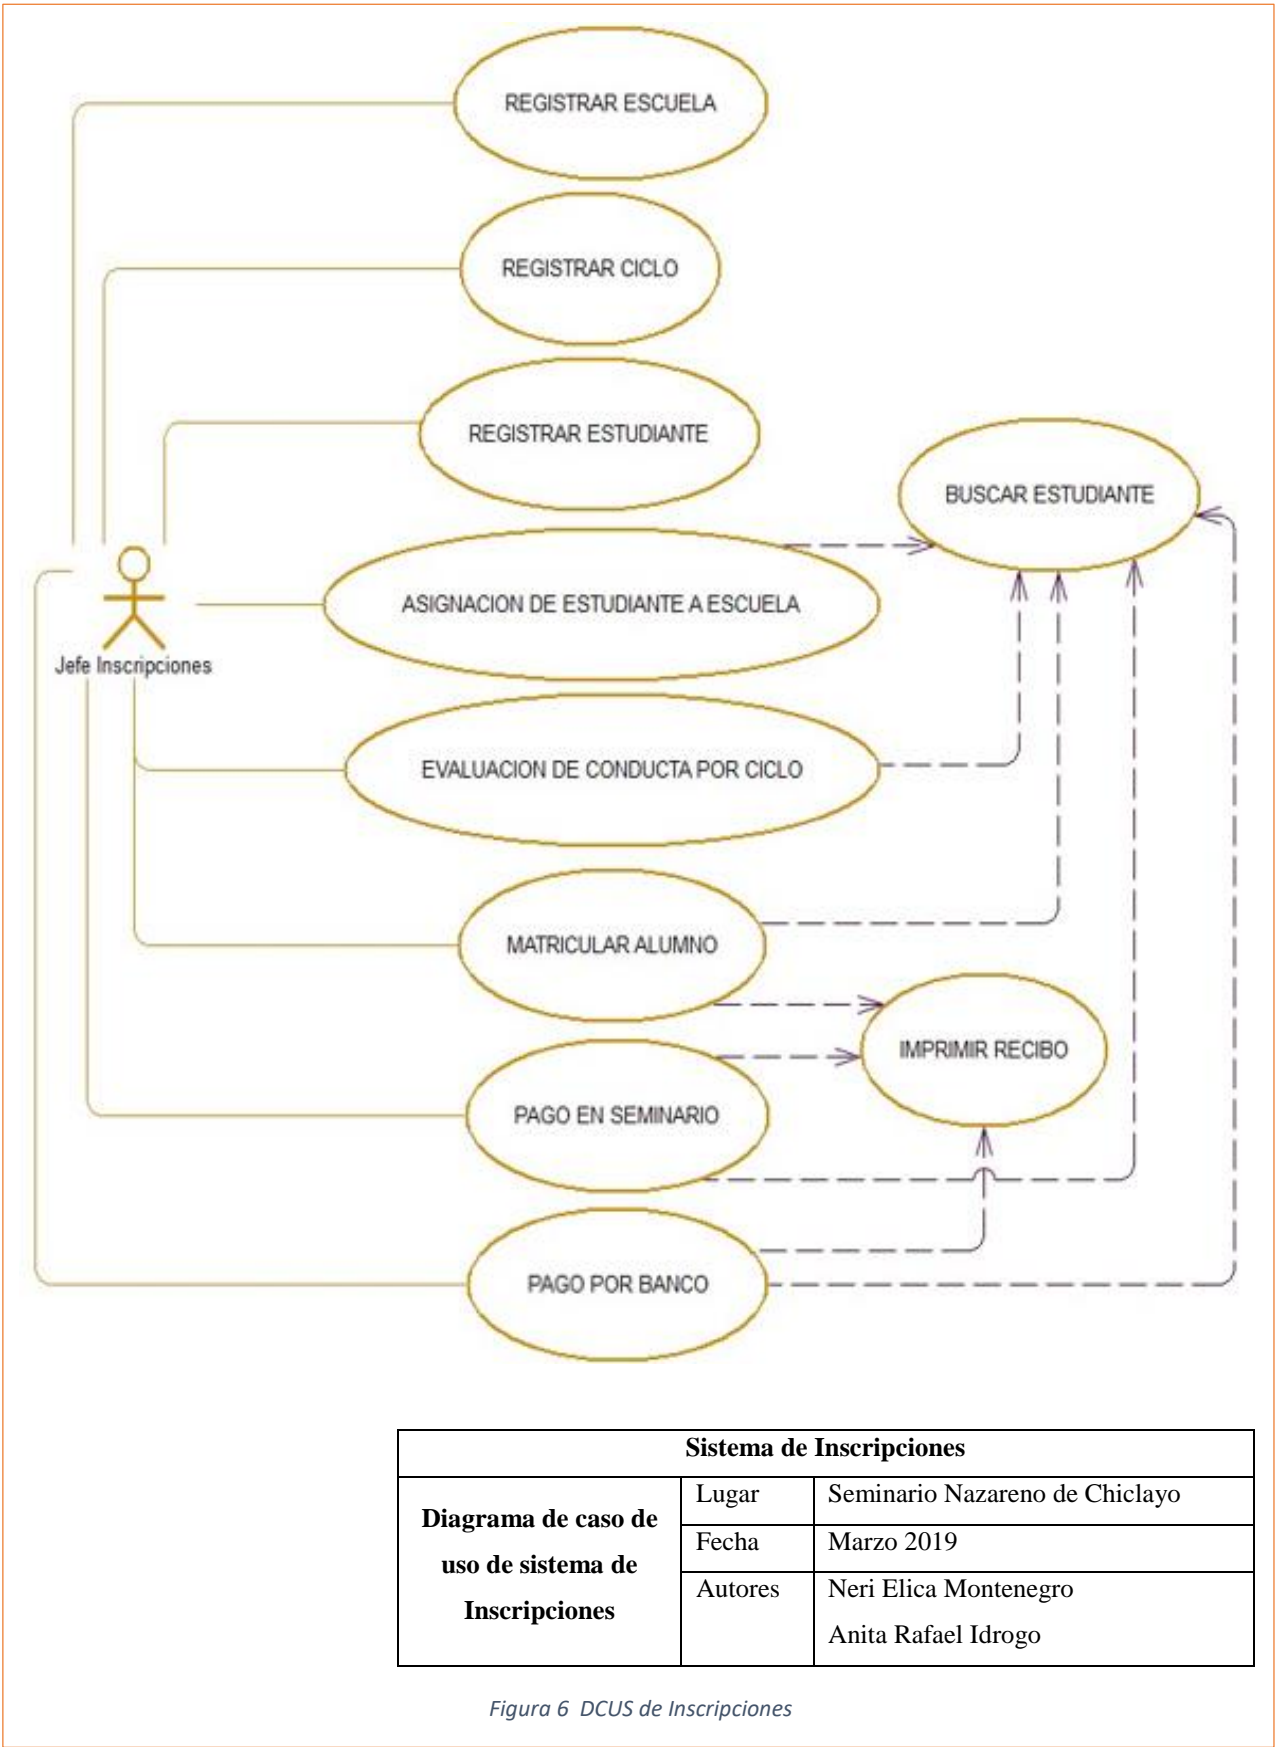 REGISTRAR ESCUELA
REGISTRAR CICLO
REGISTRAR ESTUDIANTE
BUSCAR ESTUDIANTE
ASIGNACION DE ESTUDIANTE A ESCUELA
Jefe Inscripciones
EVALUACION DE CONDUCTA POR CICLO
MATRICULAR ALUMNO
IMPRIMIR RECIBO
PAGO EN SEMINARIO
PAGO POR BANCO
Sistema de Inscripciones
Diagrama de caso de
uso de sistema de
Inscripciones
Lugar
Seminario Nazareno de Chiclayo
Fecha
Marzo 2019
Autores
Neri Elica Montenegro
Anita Rafael Idrogo
Figura 6 DCUS de Inscripciones